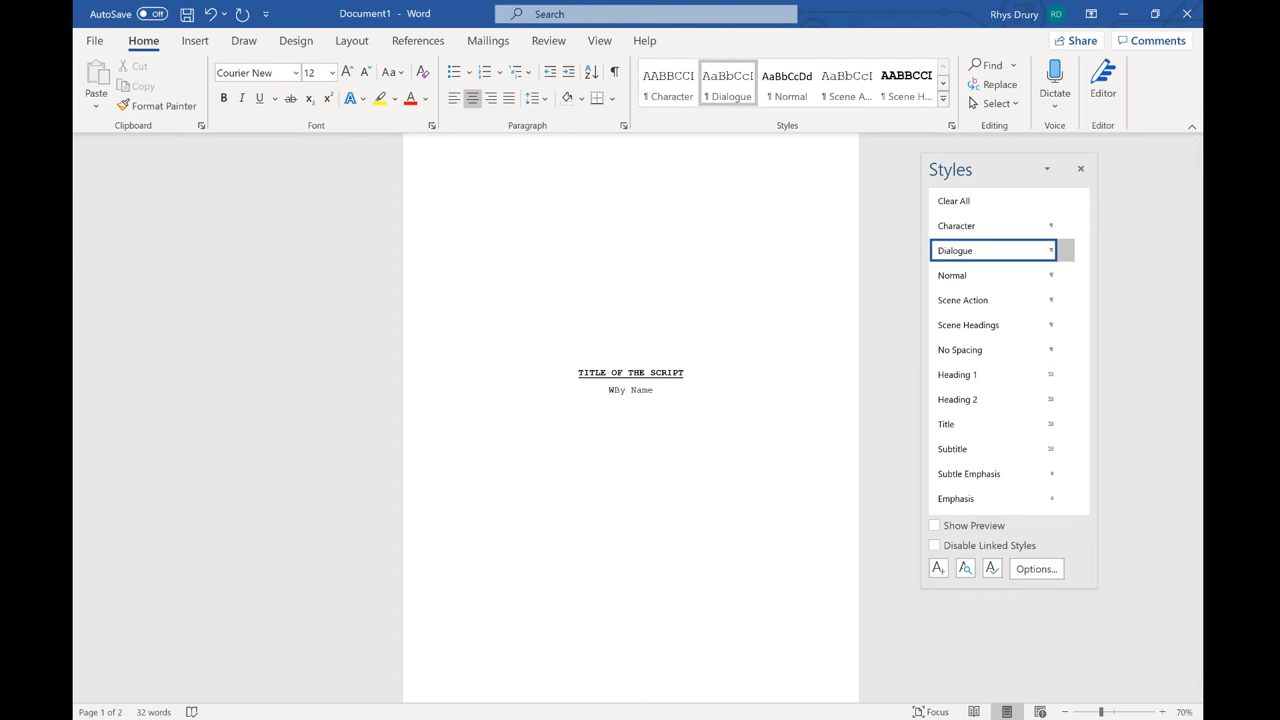 AutoSave Off Document1 - Word Search Rhys Drury RD
File Home Insert Draw Design Layout References Mailings Review View Help Share Comments
Paste Cut Copy Format Painter Clipboard
Courier New 12 Aa B I U ab x₂ x² A A Font
Paragraph
AABBCCI AaBbCcI AaBbCcDd AaBbCcI AABBCCI
¶ Character ¶ Dialogue ¶ Normal ¶ Scene A... ¶ Scene H...
Styles
Find Replace Select Editing
Dictate Voice
Editor Editor
TITLE OF THE SCRIPT
WBy Name
Styles
Clear All
Character ¶
Dialogue ¶
Normal ¶
Scene Action ¶
Scene Headings ¶
No Spacing ¶
Heading 1
Heading 2
Title
Subtitle
Subtle Emphasis a
Emphasis a
Show Preview
Disable Linked Styles
Options...
Page 1 of 2 32 words Focus 70%